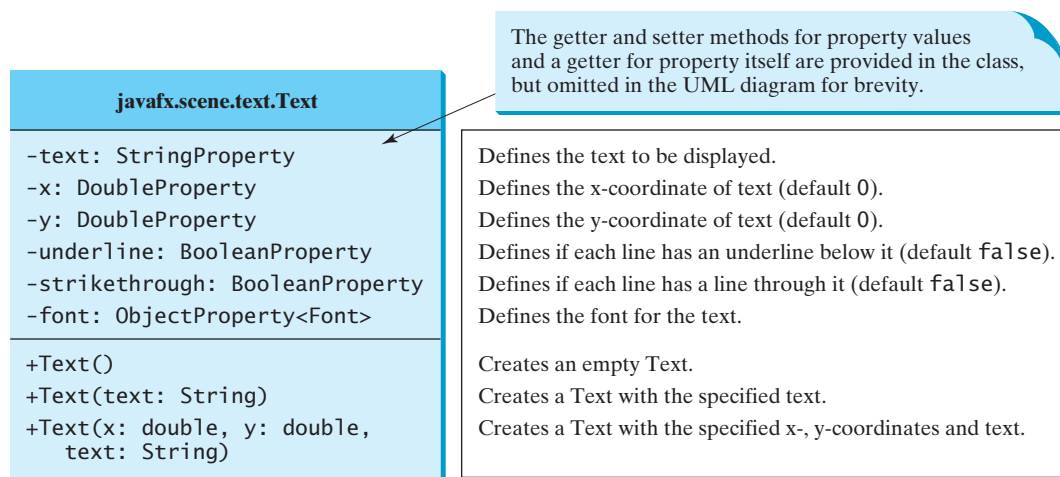 The getter and setter methods for property values
and a getter for property itself are provided in the class,
but omitted in the UML diagram for brevity.
javafx.scene.text.Text
-text: StringProperty
-x: DoubleProperty
-y: DoubleProperty
-underline: BooleanProperty
-strikethrough: BooleanProperty
-font: ObjectProperty<Font>
+Text()
+Text(text: String)
+Text(x: double, y: double,
text: String)
Defines the text to be displayed.
Defines the x-coordinate of text (default 0).
Defines the y-coordinate of text (default 0).
Defines if each line has an underline below it (default false).
Defines if each line has a line through it (default false).
Defines the font for the text.
Creates an empty Text.
Creates a Text with the specified text.
Creates a Text with the specified x-, y-coordinates and text.